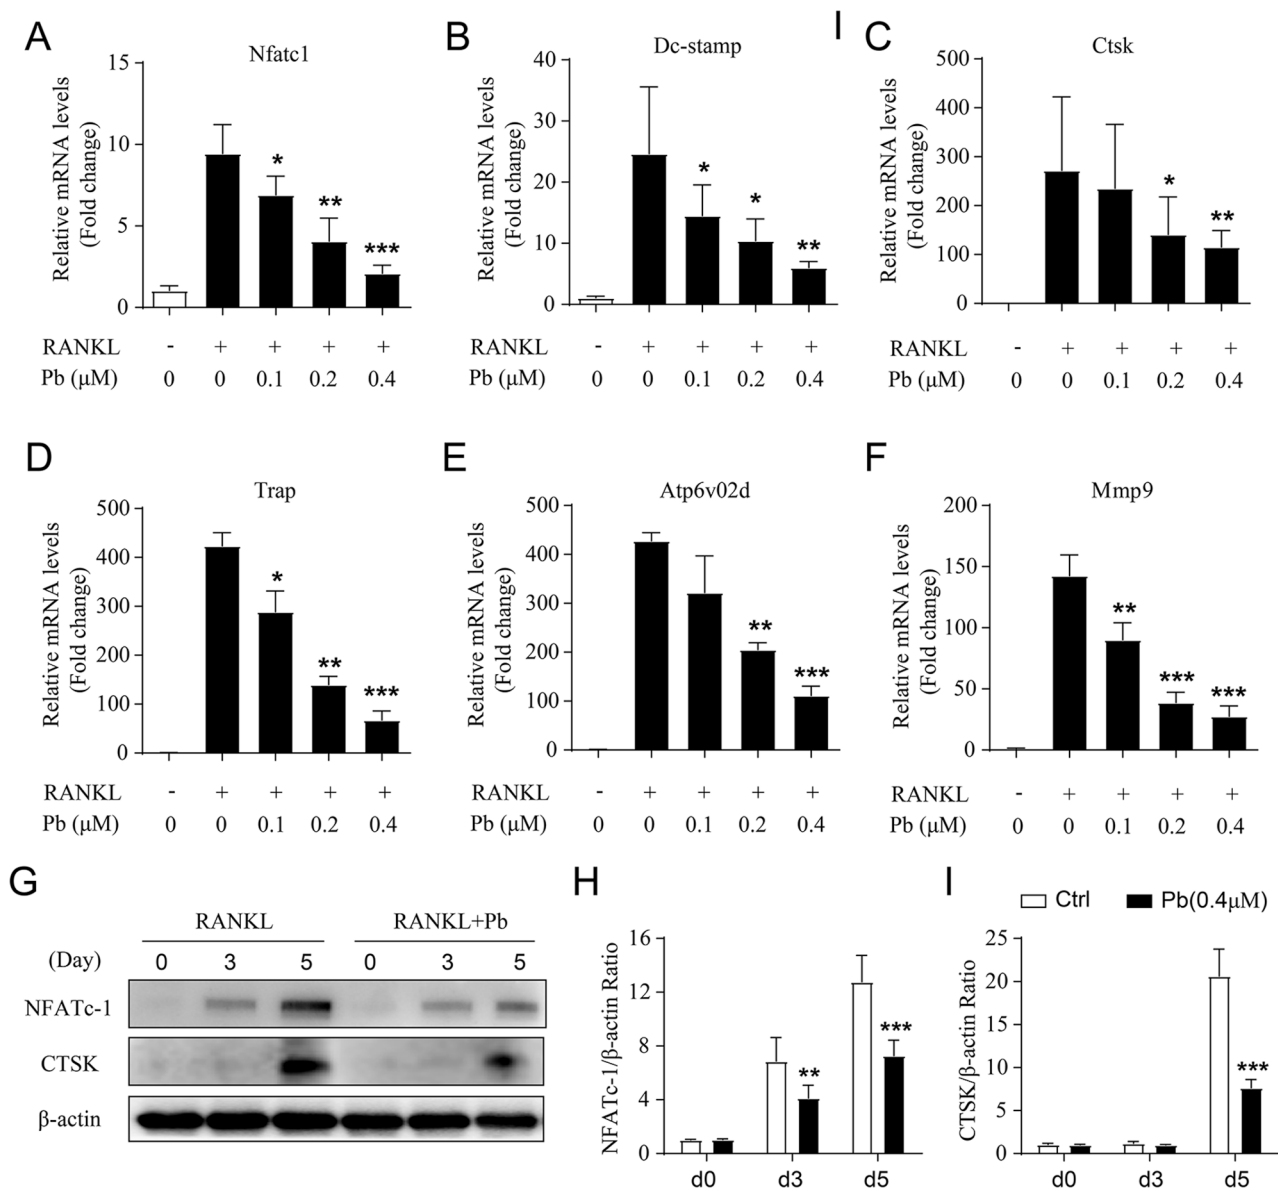 A
Nfatc1
Relative mRNA levels
(Fold change)
15
10
5
0
*
**
***
RANKL - + + + +
Pb (μM) 0 0 0.1 0.2 0.4
B
Dc-stamp
Relative mRNA levels
(Fold change)
40
30
20
10
0
*
*
**
RANKL - + + + +
Pb (μM) 0 0 0.1 0.2 0.4
I
C
Ctsk
Relative mRNA levels
(Fold change)
500
400
300
200
100
0
*
**
RANKL - + + + +
Pb (μM) 0 0 0.1 0.2 0.4
D
Trap
Relative mRNA levels
(Fold change)
500
400
300
200
100
0
*
**
***
RANKL - + + + +
Pb (μM) 0 0 0.1 0.2 0.4
E
Atp6v02d
Relative mRNA levels
(Fold change)
500
400
300
200
100
0
**
***
RANKL - + + + +
Pb (μM) 0 0 0.1 0.2 0.4
F
Mmp9
Relative mRNA levels
(Fold change)
200
150
100
50
0
**
***
***
RANKL - + + + +
Pb (μM) 0 0 0.1 0.2 0.4
G
RANKL RANKL+Pb
(Day) 0 3 5 0 3 5
NFATc-1
CTSK
β-actin
H
NFATc-1/β-actin Ratio
16
12
8
4
0
**
***
d0 d3 d5
I
Ctrl Pb(0.4μM)
CTSK/β-actin Ratio
25
20
15
10
5
0
***
d0 d3 d5